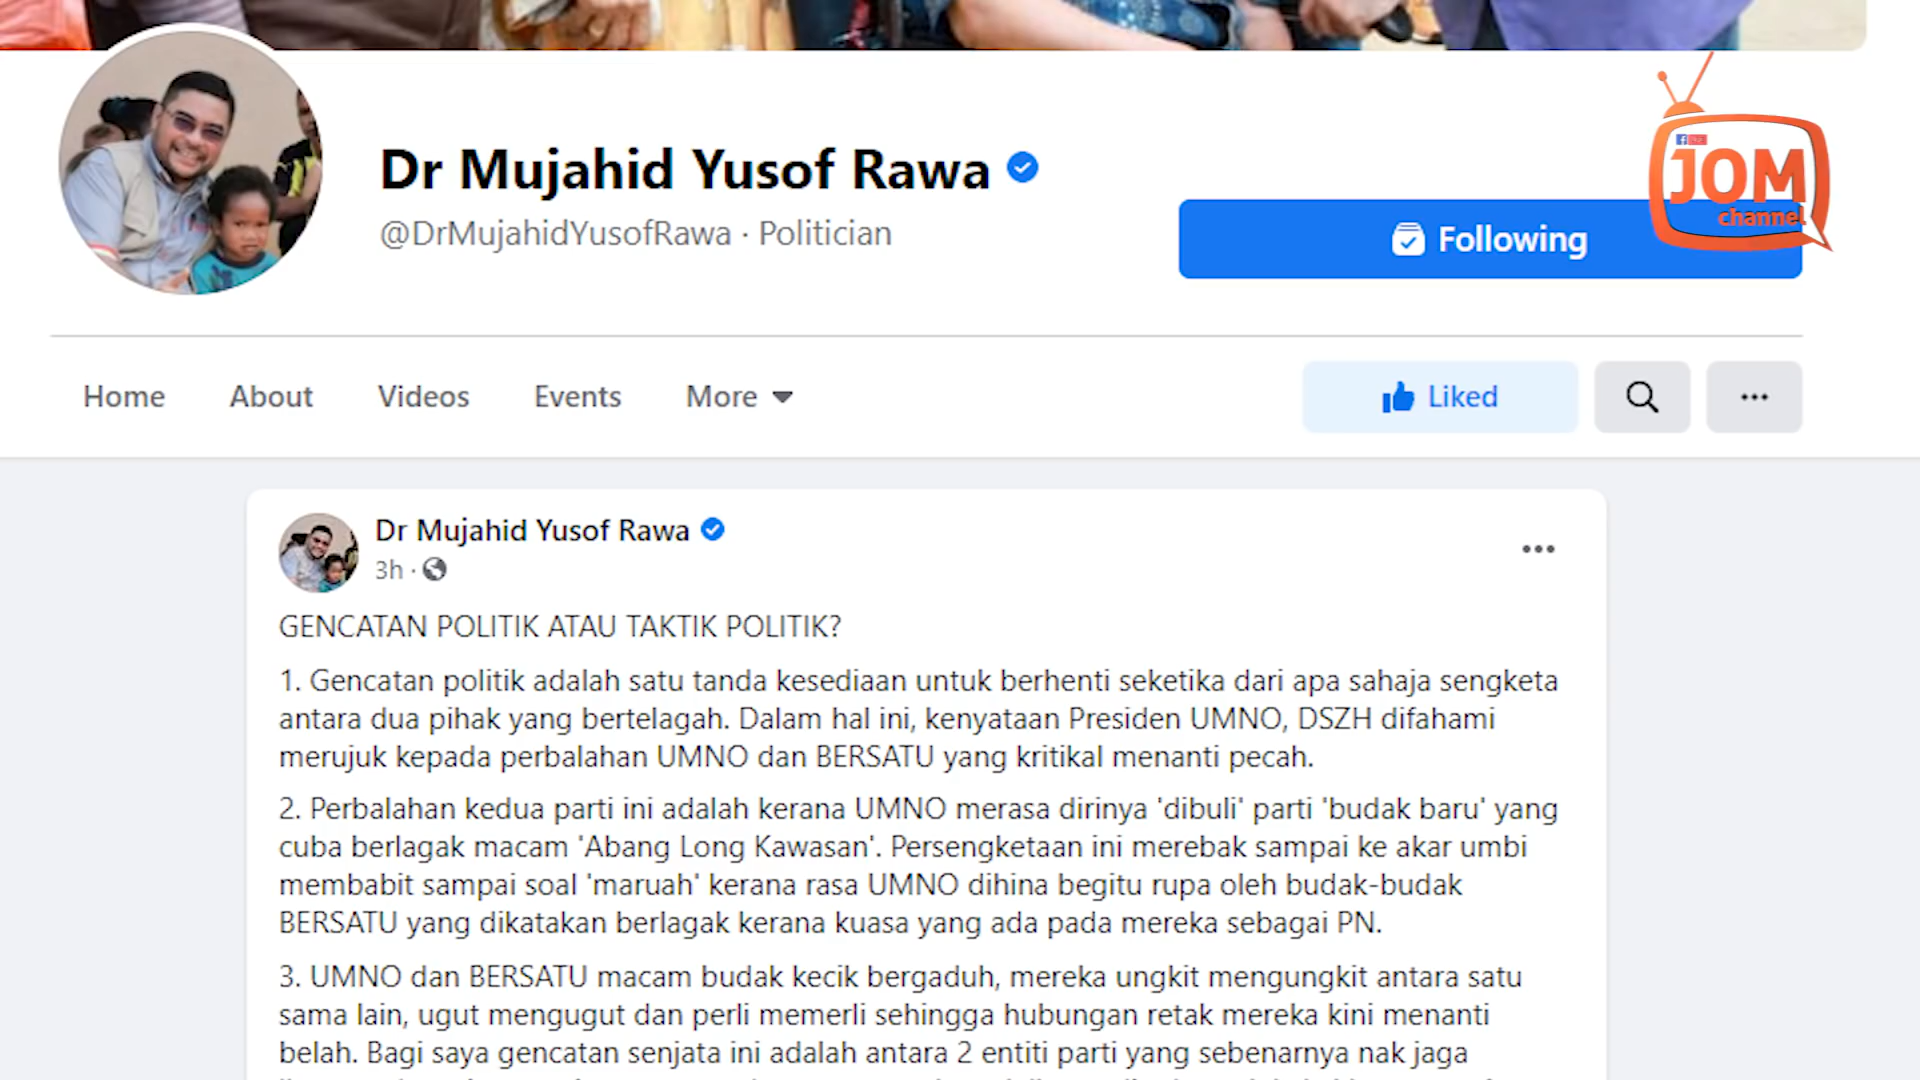 Dr Mujahid Yusof Rawa
@DrMujahidYusofRawa · Politician
Following
JOM
channel
Home About Videos Events More
Liked
Dr Mujahid Yusof Rawa
3h ·
GENCATAN POLITIK ATAU TAKTIK POLITIK?
1. Gencatan politik adalah satu tanda kesediaan untuk berhenti seketika dari apa sahaja sengketa
antara dua pihak yang bertelagah. Dalam hal ini, kenyataan Presiden UMNO, DSZH difahami
merujuk kepada perbalahan UMNO dan BERSATU yang kritikal menanti pecah.
2. Perbalahan kedua parti ini adalah kerana UMNO merasa dirinya 'dibuli' parti 'budak baru' yang
cuba berlagak macam 'Abang Long Kawasan'. Persengketaan ini merebak sampai ke akar umbi
membabit sampai soal 'maruah' kerana rasa UMNO dihina begitu rupa oleh budak-budak
BERSATU yang dikatakan berlagak kerana kuasa yang ada pada mereka sebagai PN.
3. UMNO dan BERSATU macam budak kecik bergaduh, mereka ungkit mengungkit antara satu
sama lain, ugut mengugut dan perli memerli sehingga hubungan retak mereka kini menanti
belah. Bagi saya gencatan senjata ini adalah antara 2 entiti parti yang sebenarnya nak jaga